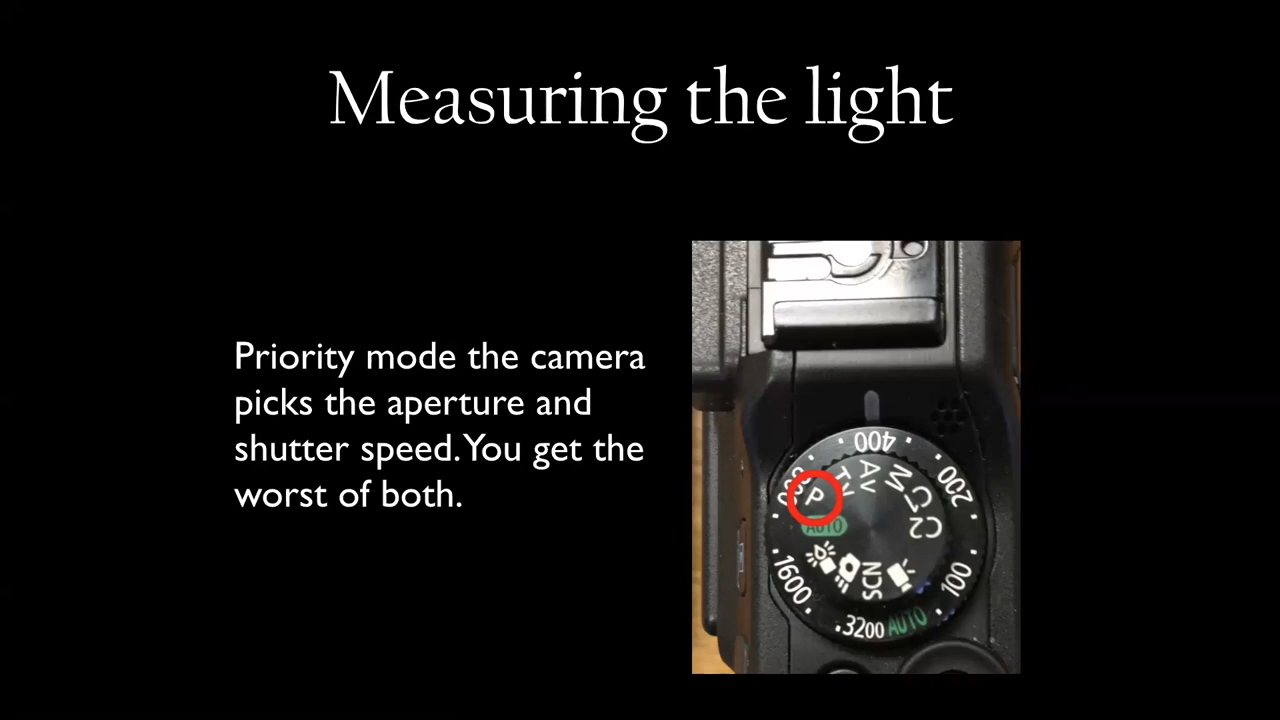 Measuring the light
Priority mode the camera
picks the aperture and
shutter speed. You get the
worst of both.
400
200
100
AUTO
3200
1600
P
Tv
Av
M
C1
C2
SCN
AUTO